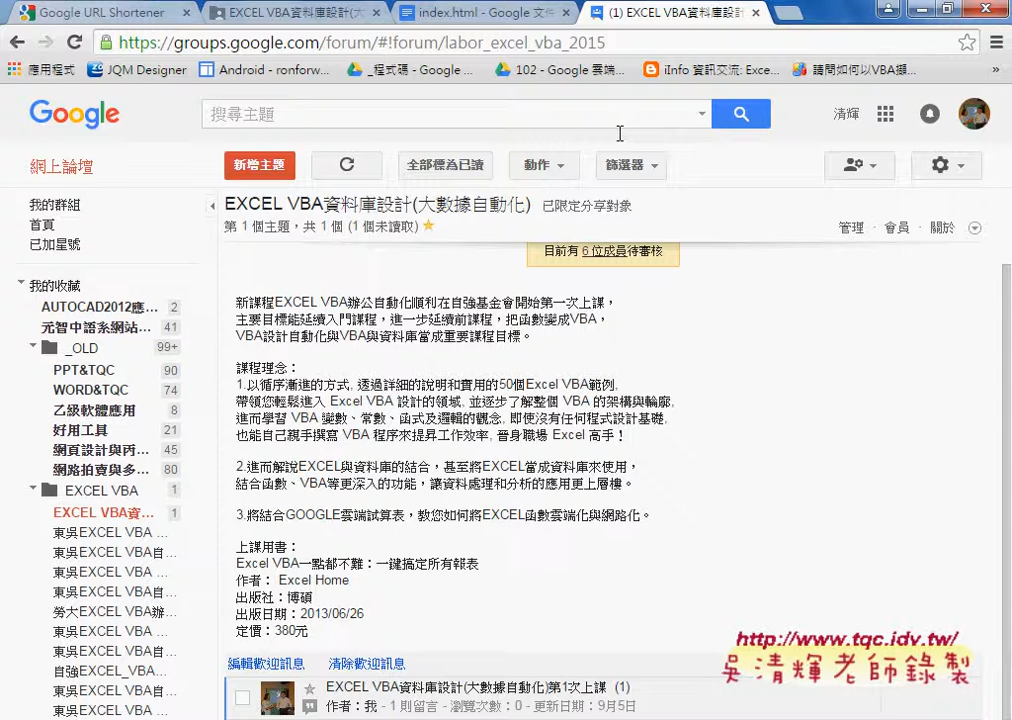 Google URL Shortener
EXCEL VBA資料庫設計(大
index.html - Google 文件
(1) EXCEL VBA資料庫設計
https://groups.google.com/forum/#!forum/labor_excel_vba_2015
應用程式
JQM Designer
Android - ronforw...
_程式碼 - Google ...
102 - Google 雲端...
iInfo 資訊交流: Exce...
請問如何以VBA擷...
Google
搜尋主題
清輝
網上論壇
新增主題
全部標為已讀
動作
篩選器
我的群組
首頁
已加星號
EXCEL VBA資料庫設計(大數據自動化) 已限定分享對象
第 1 個主題，共 1 個 (1 個未讀取)
管理 · 會員 · 關於
目前有 6 位成員待審核
我的收藏
AUTOCAD2012應... 2
元智中語系網站... 41
_OLD 99+
PPT&TQC 90
WORD&TQC 74
乙級軟體應用 8
好用工具 21
網頁設計與丙... 45
網路拍賣與多... 80
EXCEL VBA 1
EXCEL VBA資... 1
東吳EXCEL VBA ...
東吳EXCEL VBA自...
東吳EXCEL VBA ...
東吳EXCEL VBA自...
勞大EXCEL VBA辦...
東吳EXCEL VBA ...
東吳EXCEL VBA自...
自強EXCEL_VBA...
東吳EXCEL VBA自...
東吳EXCEL VBA ...
新課程EXCEL VBA辦公自動化順利在自強基金會開始第一次上課，
主要目標能延續入門課程，進一步延續前課程，把函數變成VBA，
VBA設計自動化與VBA與資料庫當成重要課程目標。
課程理念：
1.以循序漸進的方式, 透過詳細的說明和實用的50個Excel VBA範例,
帶領您輕鬆進入 Excel VBA 設計的領域, 並逐步了解整個 VBA 的架構與輪廓,
進而學習 VBA 變數、常數、函式及邏輯的觀念, 即使沒有任何程式設計基礎,
也能自己親手撰寫 VBA 程序來提昇工作效率, 晉身職場 Excel 高手！
2.進而解說EXCEL與資料庫的結合，甚至將EXCEL當成資料庫來使用，
結合函數、VBA等更深入的功能，讓資料處理和分析的應用更上層樓。
3.將結合GOOGLE雲端試算表，教您如何將EXCEL函數雲端化與網路化。
上課用書：
Excel VBA一點都不難：一鍵搞定所有報表
作者： Excel Home
出版社：博碩
出版日期：2013/06/26
定價：380元
編輯歡迎訊息 清除歡迎訊息
EXCEL VBA資料庫設計(大數據自動化)第1次上課 (1)
作者：我 - 1 則留言 - 瀏覽次數：0 - 更新日期：9月5日
http://www.tqc.idv.tw/
吳清輝老師錄製